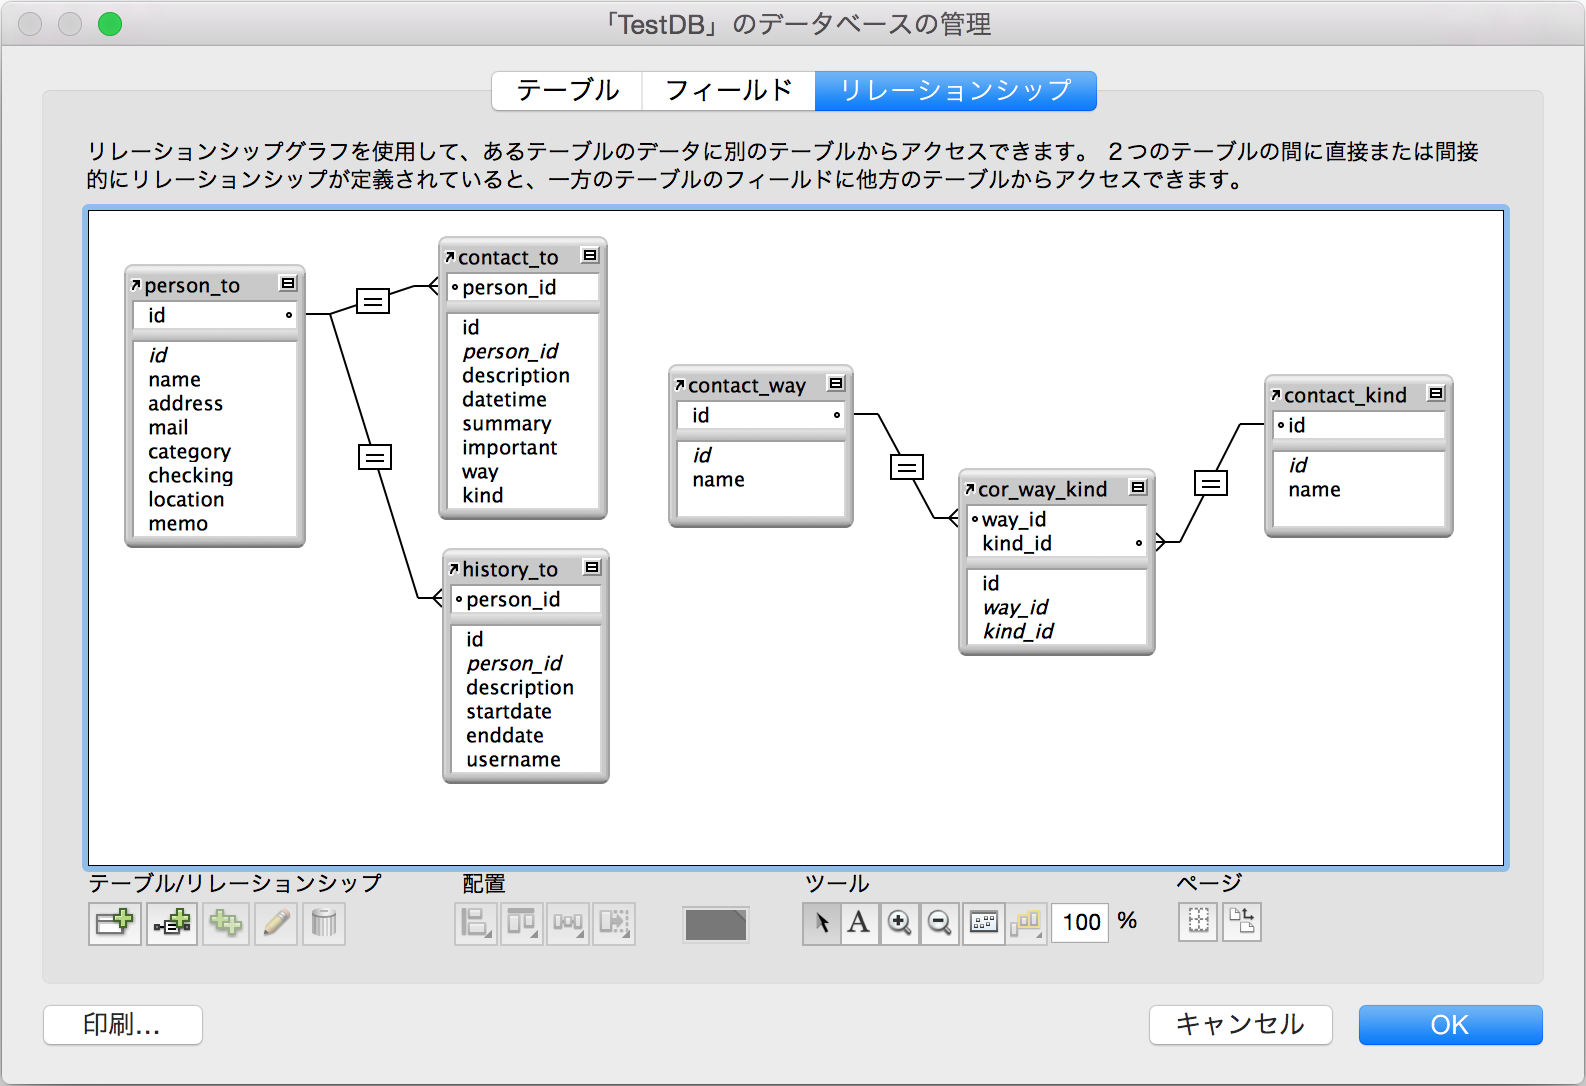 「TestDB」のデータベースの管理
テーブル フィールド リレーションシップ
リレーションシップグラフを使用して、あるテーブルのデータに別のテーブルからアクセスできます。 2つのテーブルの間に直接または間接
的にリレーションシップが定義されていると、一方のテーブルのフィールドに他方のテーブルからアクセスできます。
person_to
id
id
name
address
mail
category
checking
location
memo
contact_to
person_id
id
person_id
description
datetime
summary
important
way
kind
history_to
person_id
id
person_id
description
startdate
enddate
username
contact_way
id
id
name
cor_way_kind
way_id
kind_id
id
way_id
kind_id
contact_kind
id
id
name
テーブル/リレーションシップ 配置 ツール ページ
A 100 %
印刷... キャンセル OK